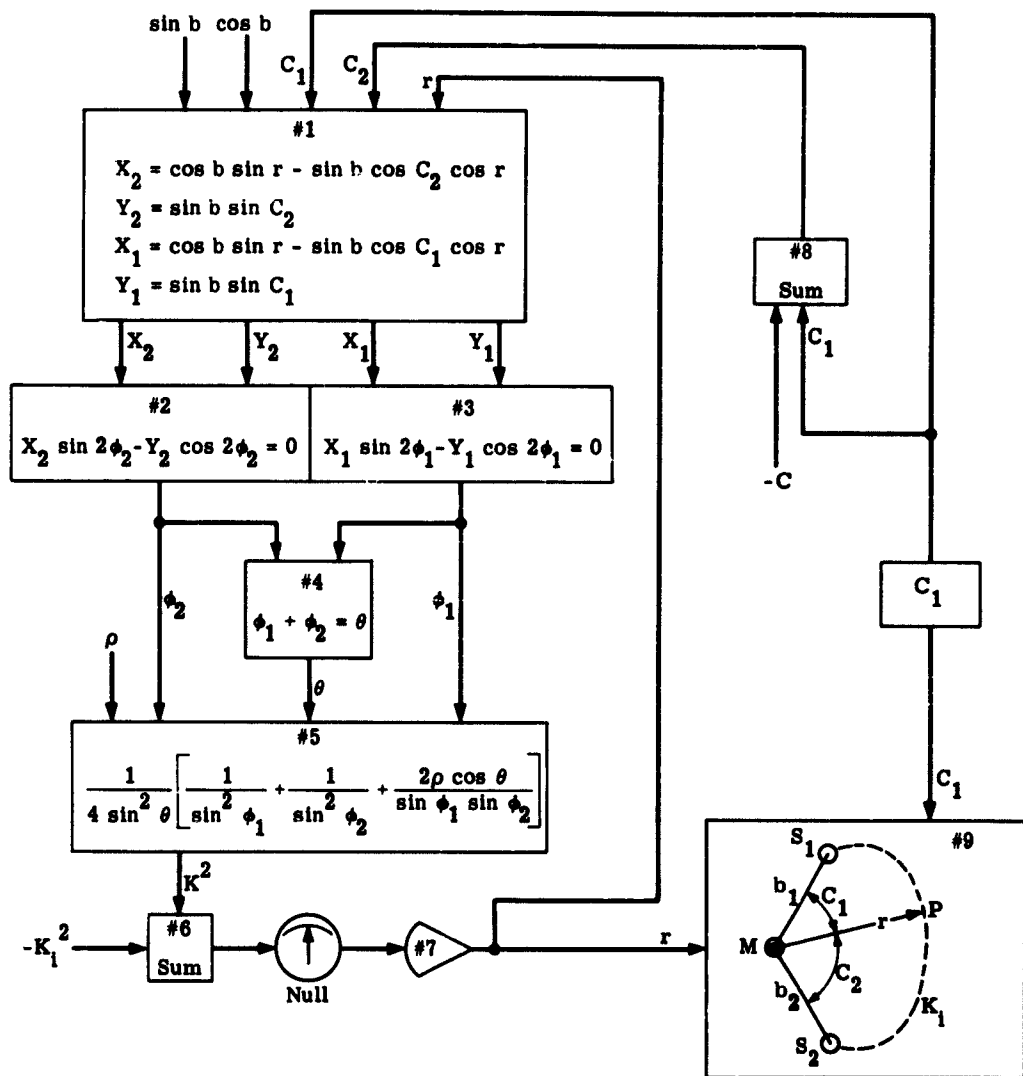 sin b cos b
C₁ C₂ r
#1
X₂ = cos b sin r - sin b cos C₂ cos r
Y₂ = sin b sin C₂
X₁ = cos b sin r - sin b cos C₁ cos r
Y₁ = sin b sin C₁
#8
Sum
C₁
-C
X₂ Y₂ X₁ Y₁
#2
X₂ sin 2ϕ₂-Y₂ cos 2ϕ₂ = 0
#3
X₁ sin 2ϕ₁-Y₁ cos 2ϕ₁ = 0
#4
ϕ₁ + ϕ₂ = θ
ϕ₂
ϕ₁
C₁
ρ
θ
#5
1/(4 sin² θ) [1/(sin² ϕ₁) + 1/(sin² ϕ₂) + (2ρ cos θ)/(sin ϕ₁ sin ϕ₂)]
K²
-Kᵢ²
#6
Sum
Null
#7
r
C₁
#9
S₁
b₁
C₁
r
P
M
C₂
b₂
Kᵢ
S₂